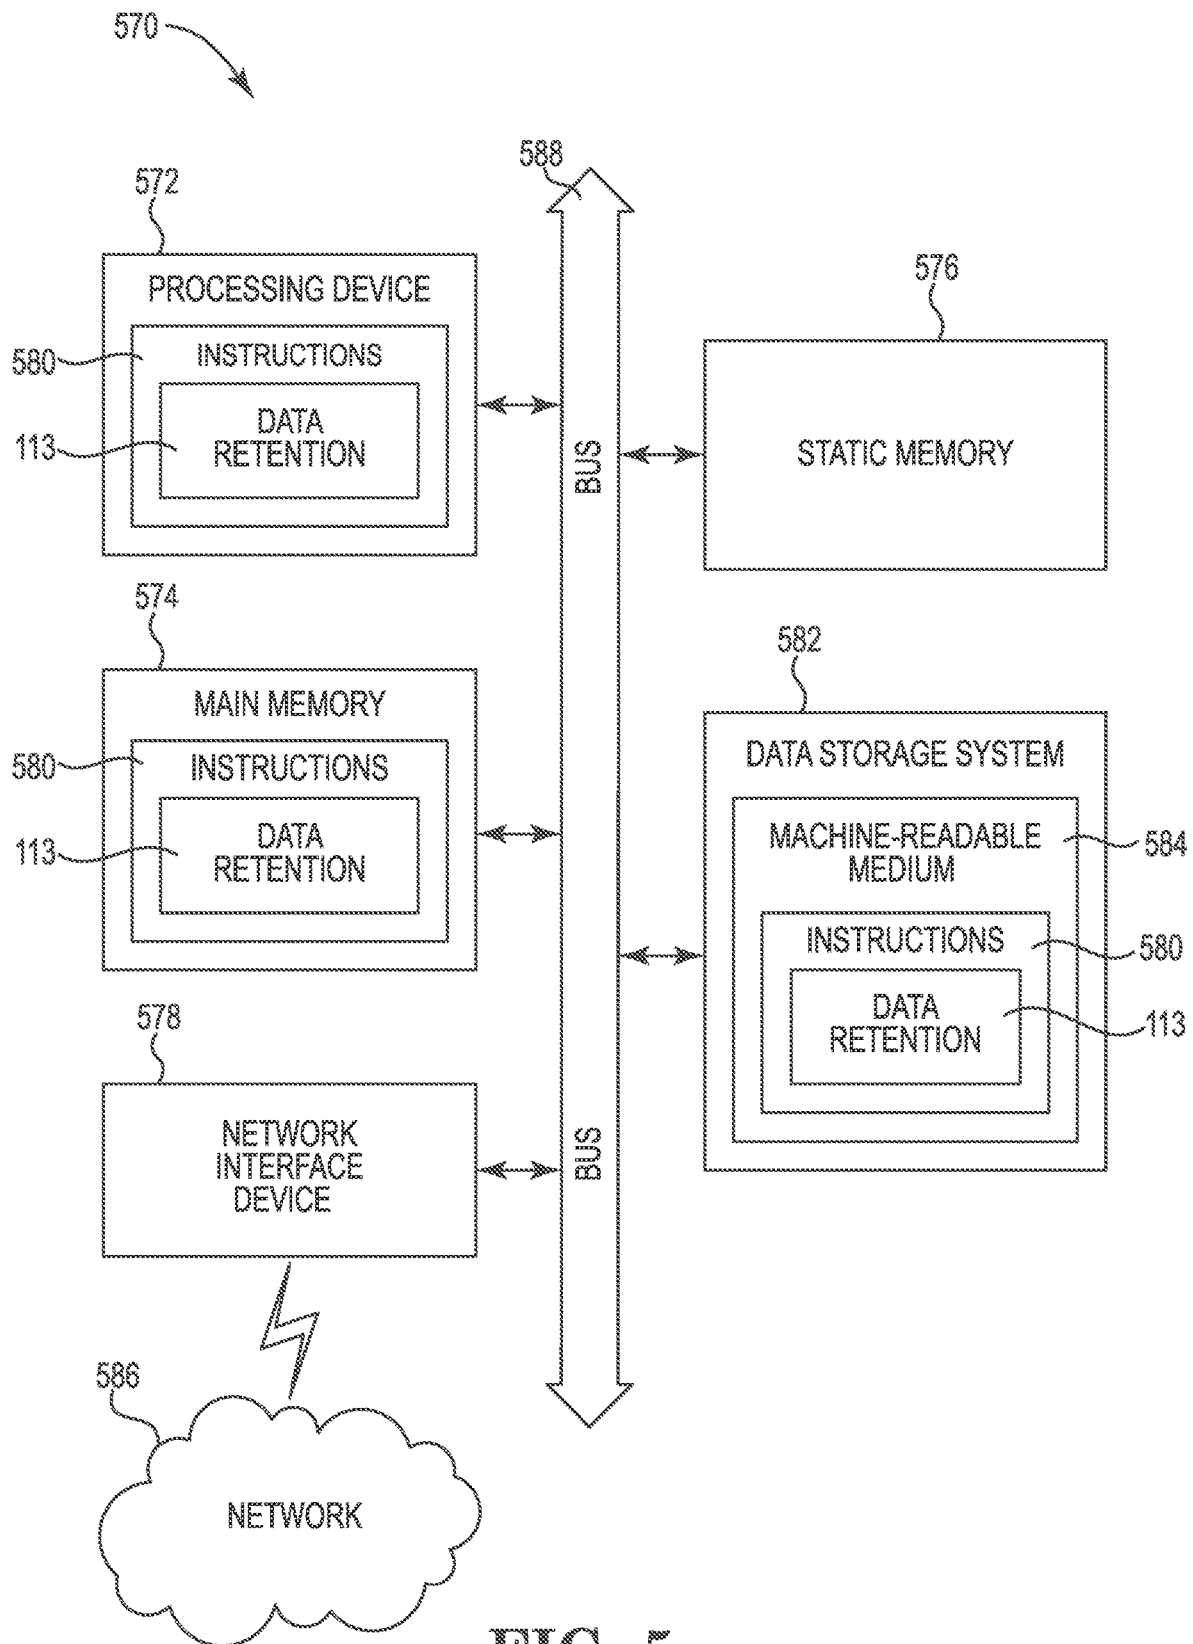 570
588
572
PROCESSING DEVICE
580
INSTRUCTIONS
113
DATA
RETENTION
BUS
576
STATIC MEMORY
574
MAIN MEMORY
580
INSTRUCTIONS
113
DATA
RETENTION
582
DATA STORAGE SYSTEM
MACHINE-READABLE
MEDIUM
584
INSTRUCTIONS
580
DATA
RETENTION
113
578
NETWORK
INTERFACE
DEVICE
BUS
586
NETWORK
FIG. 5